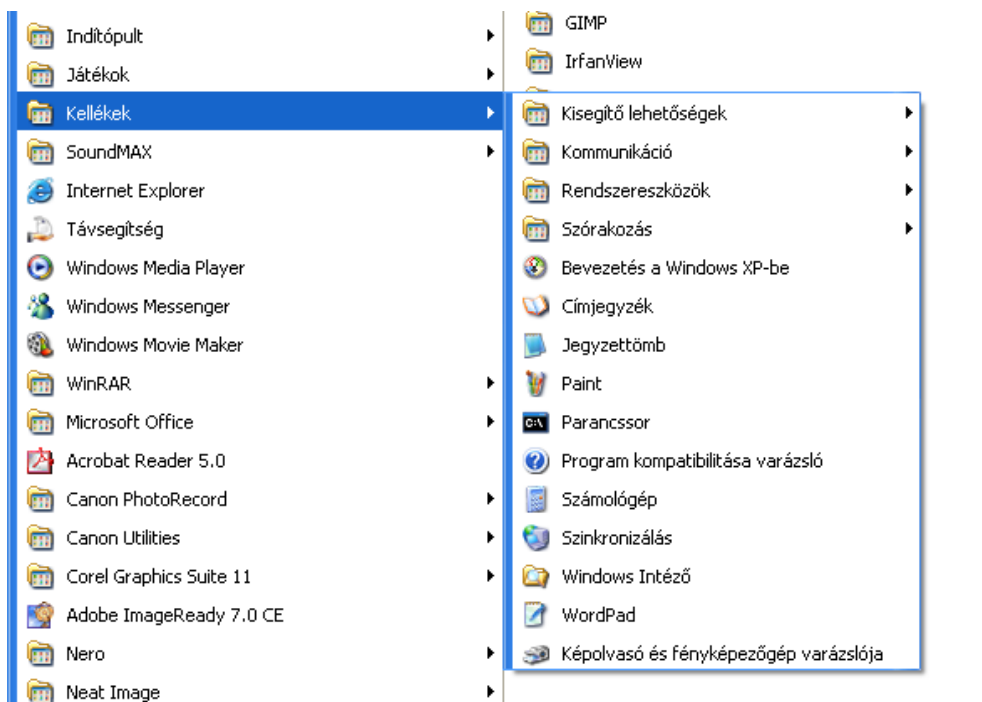 Indítópult
Játékok
Kellékek
SoundMAX
Internet Explorer
Távsegítség
Windows Media Player
Windows Messenger
Windows Movie Maker
WinRAR
Microsoft Office
Acrobat Reader 5.0
Canon PhotoRecord
Canon Utilities
Corel Graphics Suite 11
Adobe ImageReady 7.0 CE
Nero
Neat Image
GIMP
IrfanView
Kisegítő lehetőségek
Kommunikáció
Rendszereszközök
Szórakozás
Bevezetés a Windows XP-be
Címjegyzék
Jegyzettömb
Paint
Parancssor
Program kompatibilitása varázsló
Számológép
Szinkronizálás
Windows Intéző
WordPad
Képolvasó és fényképezőgép varázslója